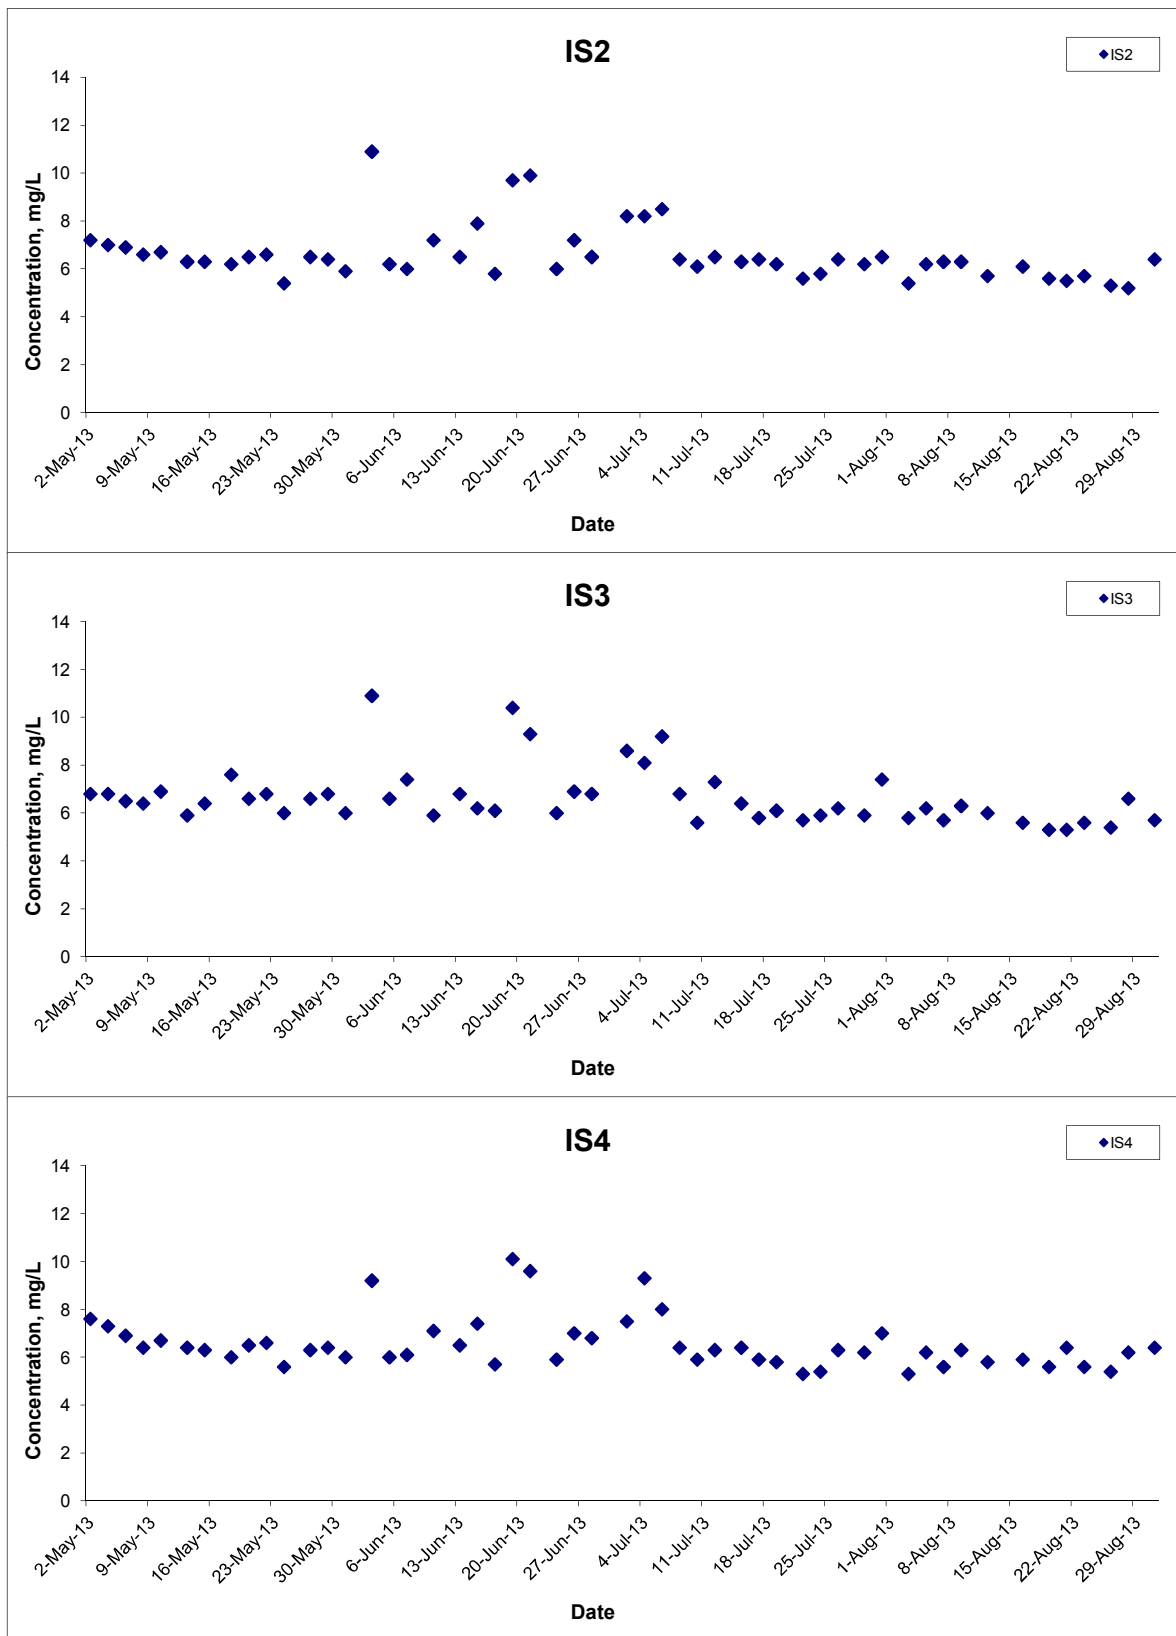 IS2
IS2
14
12
10
8
6
4
2
0
Concentration, mg/L
2-May-13
9-May-13
16-May-13
23-May-13
30-May-13
6-Jun-13
13-Jun-13
20-Jun-13
27-Jun-13
4-Jul-13
11-Jul-13
18-Jul-13
25-Jul-13
1-Aug-13
8-Aug-13
15-Aug-13
22-Aug-13
29-Aug-13
Date
IS3
IS3
14
12
10
8
6
4
2
0
Concentration, mg/L
2-May-13
9-May-13
16-May-13
23-May-13
30-May-13
6-Jun-13
13-Jun-13
20-Jun-13
27-Jun-13
4-Jul-13
11-Jul-13
18-Jul-13
25-Jul-13
1-Aug-13
8-Aug-13
15-Aug-13
22-Aug-13
29-Aug-13
Date
IS4
IS4
14
12
10
8
6
4
2
0
Concentration, mg/L
2-May-13
9-May-13
16-May-13
23-May-13
30-May-13
6-Jun-13
13-Jun-13
20-Jun-13
27-Jun-13
4-Jul-13
11-Jul-13
18-Jul-13
25-Jul-13
1-Aug-13
8-Aug-13
15-Aug-13
22-Aug-13
29-Aug-13
Date